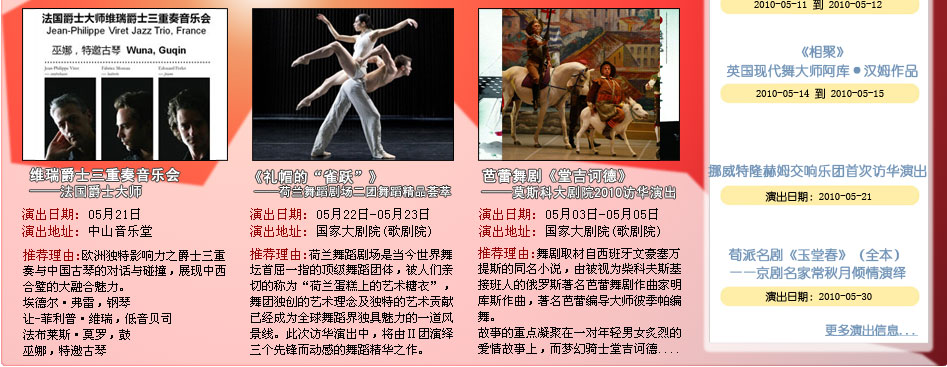 法国爵士大师维瑞爵士三重奏音乐会
Jean-Philippe Viret Jazz Trio, France
巫娜，特邀古琴 Wuna, Guqin
Jean-Philippe Viret
Fabrice Moreau
Edouard Ferlet
维瑞爵士三重奏音乐会
——法国爵士大师
演出日期：05月21日
演出地址：中山音乐堂
推荐理由:欧洲独特影响力之爵士三重
奏与中国古琴的对话与碰撞，展现中西
合璧的大融合魅力。
埃德尔·弗雷，钢琴
让-菲利普·维瑞，低音贝司
法布莱斯·莫罗，鼓
巫娜，特邀古琴
《礼帽的“雀跃”》
——荷兰舞蹈剧场二团舞蹈精品荟萃
演出日期：05月22日-05月23日
演出地址：国家大剧院(歌剧院)
推荐理由:荷兰舞蹈剧场是当今世界舞
坛首屈一指的顶级舞蹈团体，被人们亲
切的称为“荷兰蛋糕上的艺术糖衣”，
舞团独创的艺术理念及独特的艺术贡献
已经成为全球舞蹈界独具魅力的一道风
景线。此次访华演出中，将由Ⅱ团演绎
三个先锋而动感的舞蹈精华之作。
芭蕾舞剧《堂吉诃德》
——莫斯科大剧院2010访华演出
演出日期：05月03日-05月05日
演出地址：国家大剧院(歌剧院)
推荐理由:舞剧取材自西班牙文豪塞万
提斯的同名小说，由被视为柴科夫斯基
接班人的俄罗斯著名芭蕾舞剧作曲家明
库斯作曲，著名芭蕾编导大师彼季帕编
舞。
故事的重点凝聚在一对年轻男女炙烈的
爱情故事上，而梦幻骑士堂吉诃德....
2010-05-11 到 2010-05-12
《相聚》
英国现代舞大师阿库●汉姆作品
2010-05-14 到 2010-05-15
挪威特隆赫姆交响乐团首次访华演出
演出日期：2010-05-21
荀派名剧《玉堂春》（全本）
－－京剧名家常秋月倾情演绎
演出日期：2010-05-30
更多演出信息...